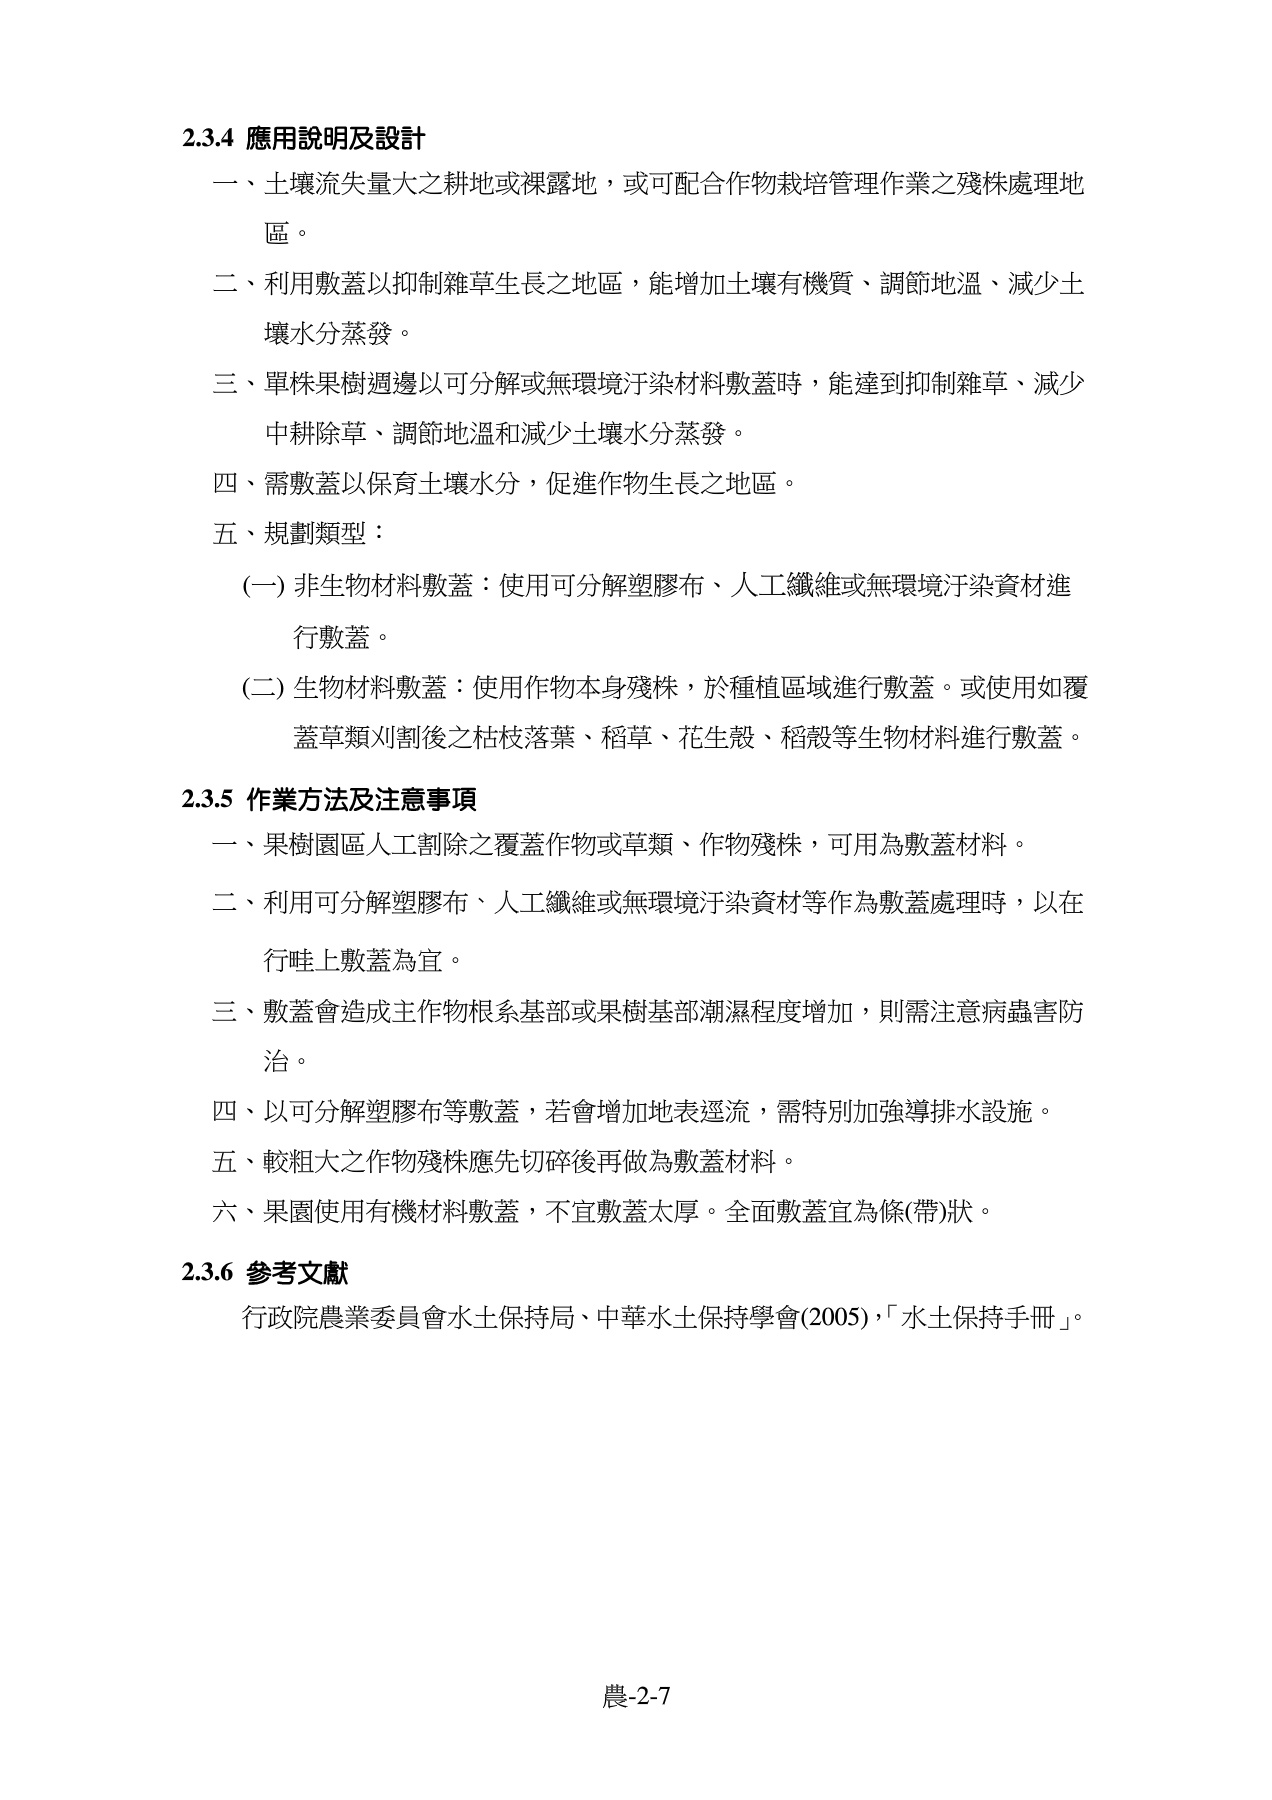 2.3.4 應用說明及設計
一、土壤流失量大之耕地或裸露地，或可配合作物栽培管理作業之殘株處理地
區。
二、利用敷蓋以抑制雜草生長之地區，能增加土壤有機質、調節地溫、減少土
壤水分蒸發。
三、單株果樹週邊以可分解或無環境汙染材料敷蓋時，能達到抑制雜草、減少
中耕除草、調節地溫和減少土壤水分蒸發。
四、需敷蓋以保育土壤水分，促進作物生長之地區。
五、規劃類型：
(一) 非生物材料敷蓋：使用可分解塑膠布、人工纖維或無環境汙染資材進
行敷蓋。
(二) 生物材料敷蓋：使用作物本身殘株，於種植區域進行敷蓋。或使用如覆
蓋草類刈割後之枯枝落葉、稻草、花生殼、稻殼等生物材料進行敷蓋。
2.3.5 作業方法及注意事項
一、果樹園區人工割除之覆蓋作物或草類、作物殘株，可用為敷蓋材料。
二、利用可分解塑膠布、人工纖維或無環境汙染資材等作為敷蓋處理時，以在
行畦上敷蓋為宜。
三、敷蓋會造成主作物根系基部或果樹基部潮濕程度增加，則需注意病蟲害防
治。
四、以可分解塑膠布等敷蓋，若會增加地表逕流，需特別加強導排水設施。
五、較粗大之作物殘株應先切碎後再做為敷蓋材料。
六、果園使用有機材料敷蓋，不宜敷蓋太厚。全面敷蓋宜為條(帶)狀。
2.3.6 參考文獻
行政院農業委員會水土保持局、中華水土保持學會(2005)，「水土保持手冊」。
農-2-7